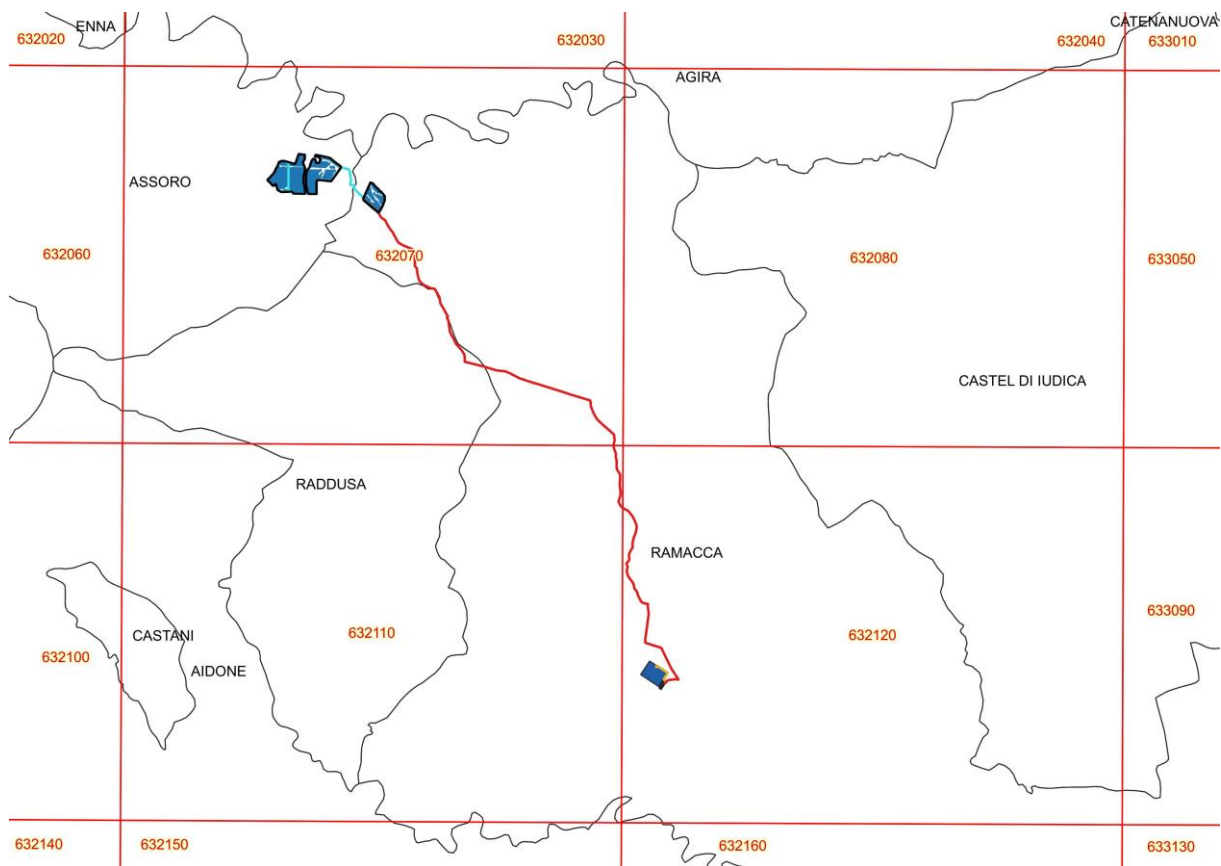 ENNA
CATENANUOVA
632020
632030
632040
633010
AGIRA
ASSORO
632060
632070
632080
633050
CASTEL DI IUDICA
RADDUSA
RAMACCA
633090
632110
632120
CASTANI
632100
AIDONE
632140
632150
632160
633130